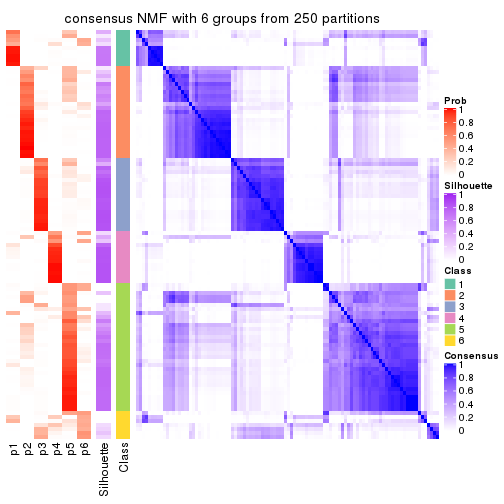 consensus NMF with 6 groups from 250 partitions
Prob
1
0.8
0.6
0.4
0.2
0
Silhouette
1
0.8
0.6
0.4
0.2
0
Class
1
2
3
4
5
6
Consensus
1
0.8
0.6
0.4
0.2
0
p1
p2
p3
p4
p5
p6
Silhouette
Class